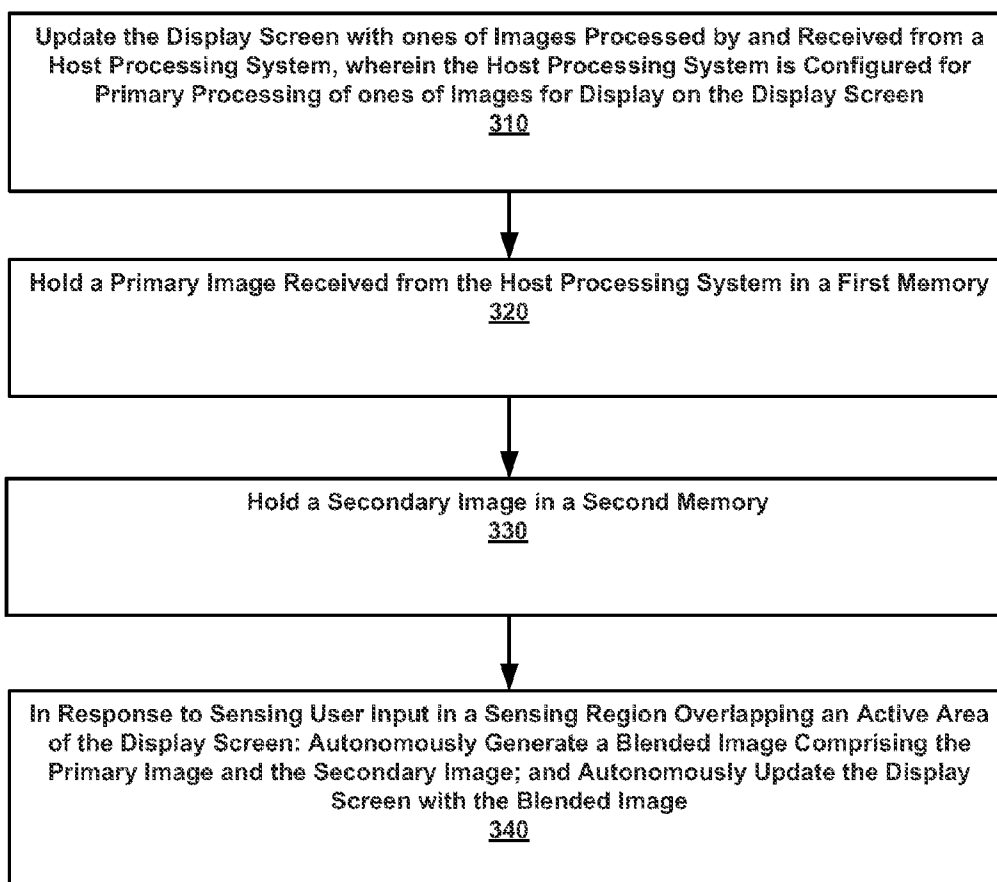 Update the Display Screen with ones of Images Processed by and Received from a
Host Processing System, wherein the Host Processing System is Configured for
Primary Processing of ones of Images for Display on the Display Screen
310
Hold a Primary Image Received from the Host Processing System in a First Memory
320
Hold a Secondary Image in a Second Memory
330
In Response to Sensing User Input in a Sensing Region Overlapping an Active Area
of the Display Screen: Autonomously Generate a Blended Image Comprising the
Primary Image and the Secondary Image; and Autonomously Update the Display
Screen with the Blended Image
340